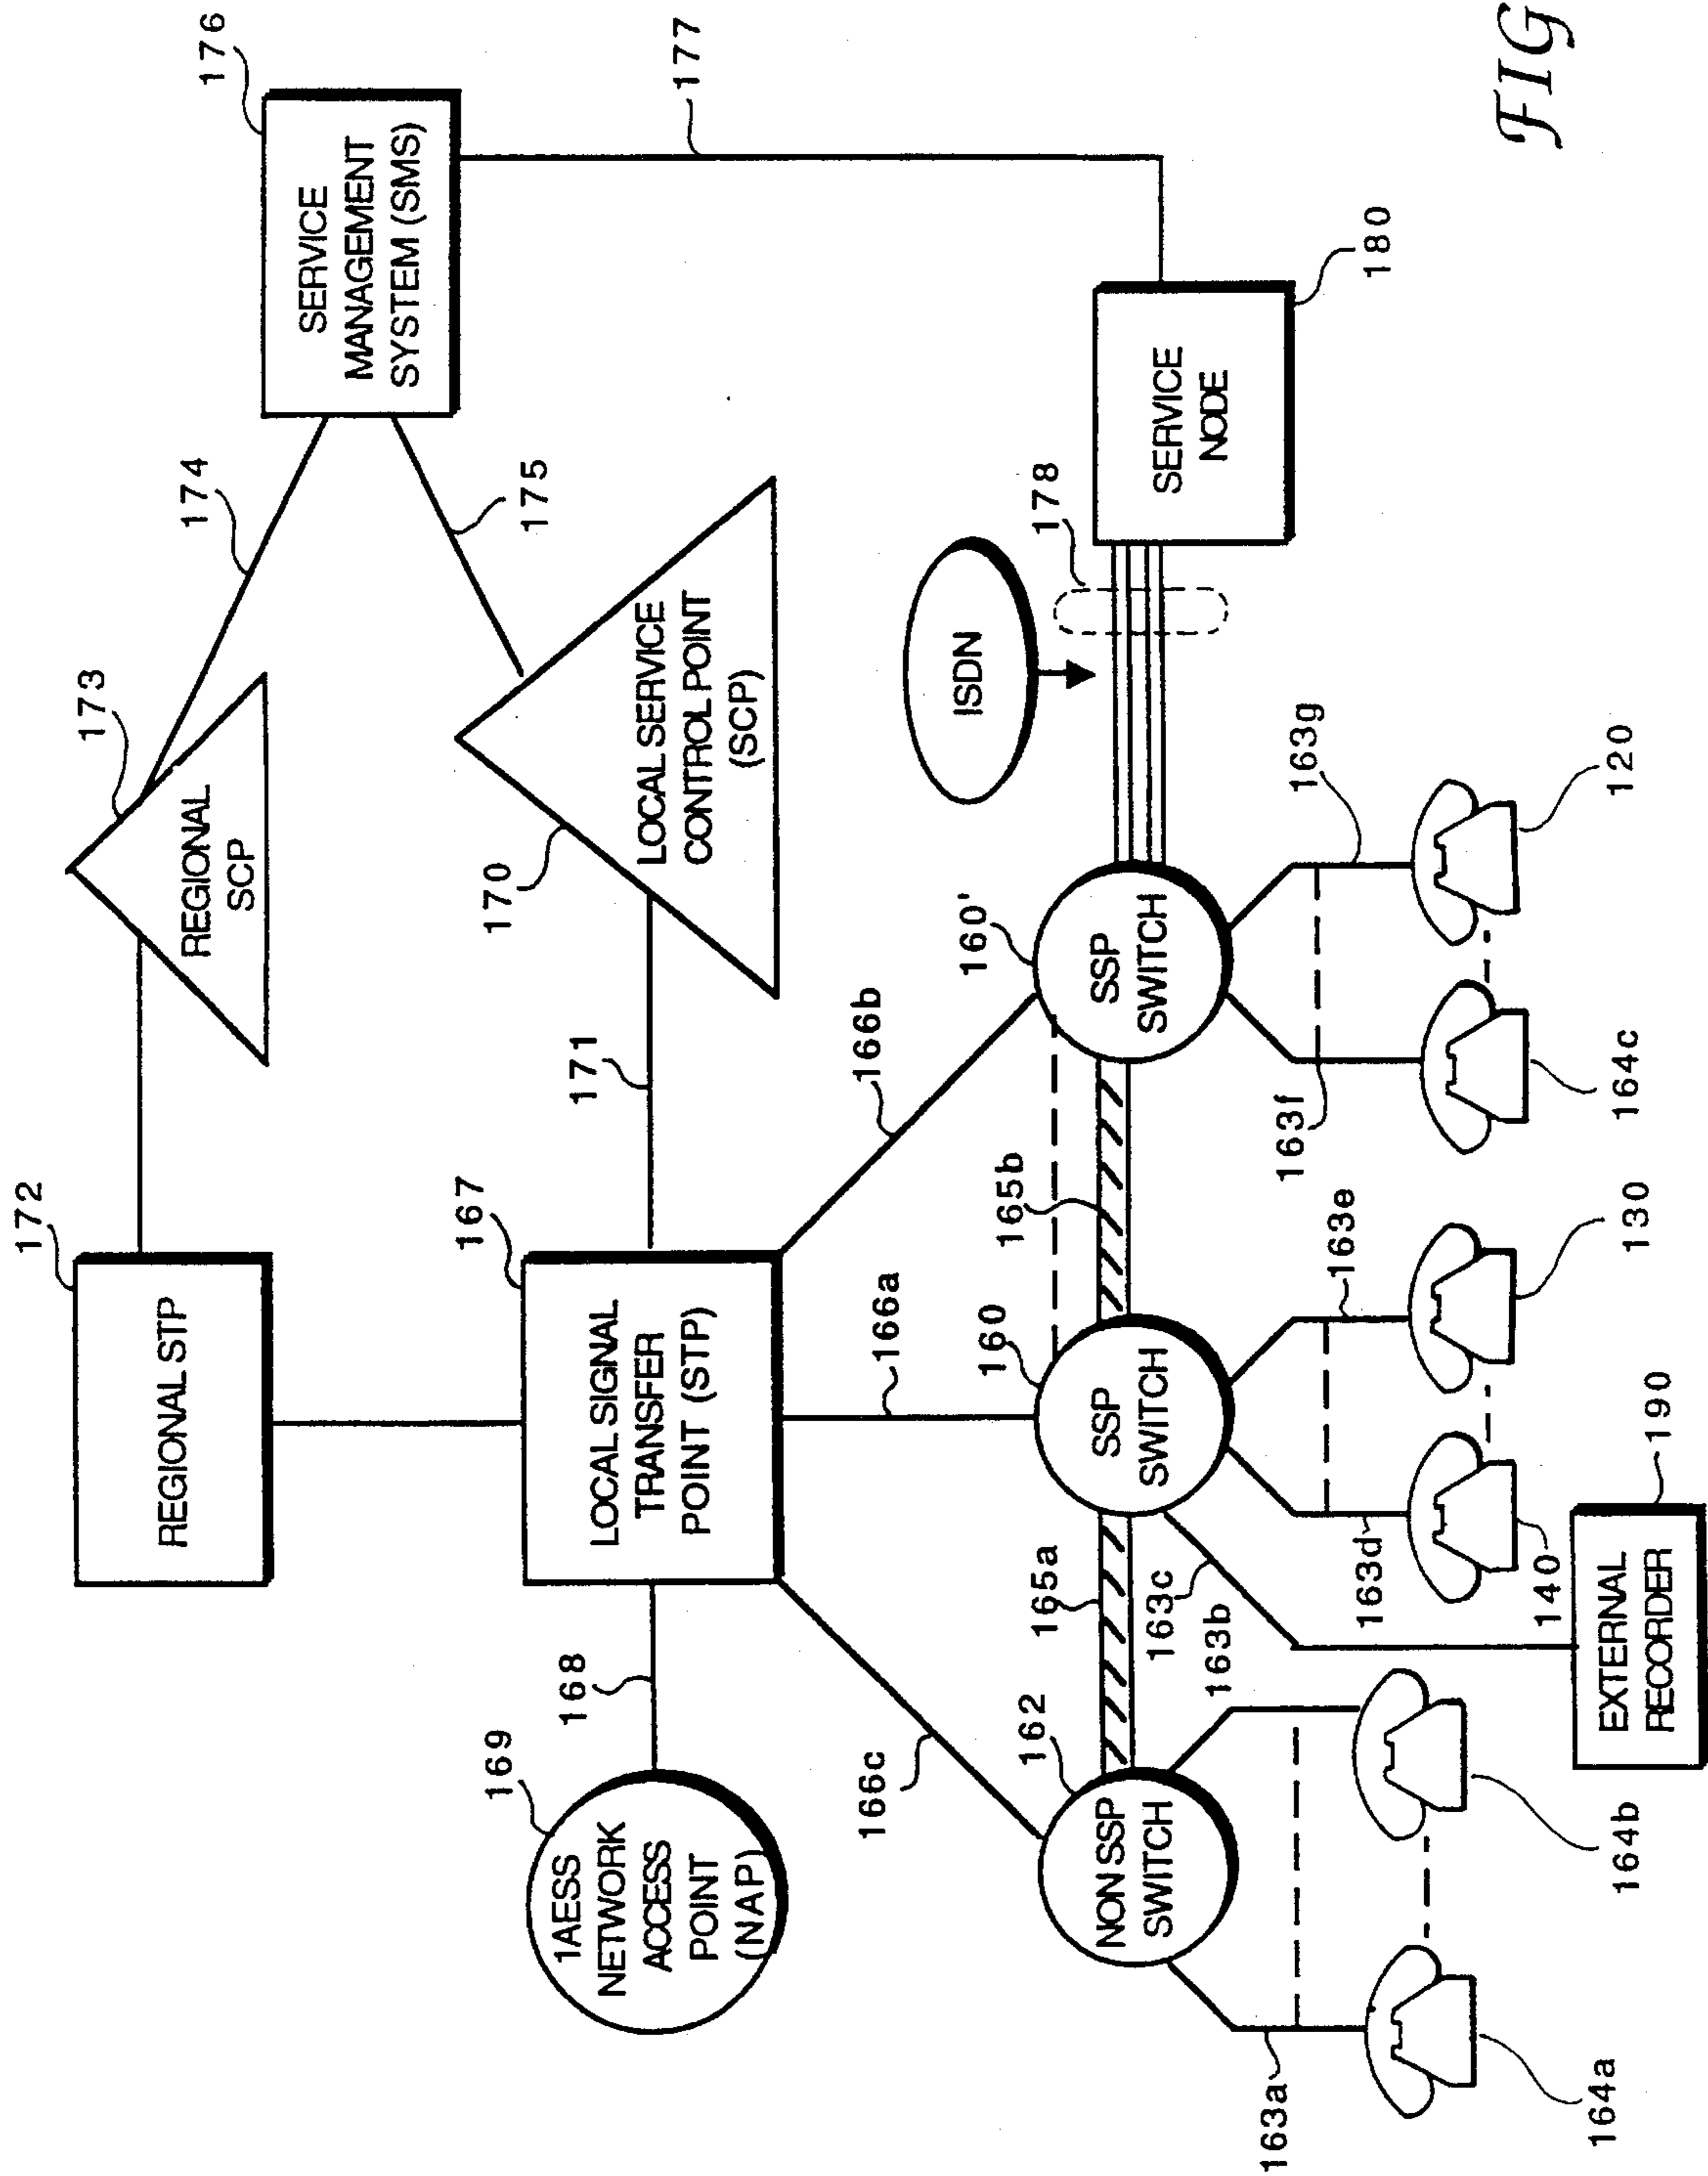 172
REGIONAL STP
173
REGIONAL
SCP
174
176
SERVICE
MANAGEMENT
SYSTEM (SMS)
175
177
169
1AESS
NETWORK
ACCESS
POINT
(NAP)
168
167
LOCAL SIGNAL
TRANSFER
POINT (STP)
171
170
LOCAL SERVICE
CONTROL POINT
(SCP)
166c
166a
166b
ISDN
162
NON SSP
SWITCH
165a
160
SSP
SWITCH
165b
160'
SSP
SWITCH
178
SERVICE
NODE
180
163a
163b
163c
163d
163e
163f
163g
164a
164b
140
130
164c
120
EXTERNAL
RECORDER
190
FIG